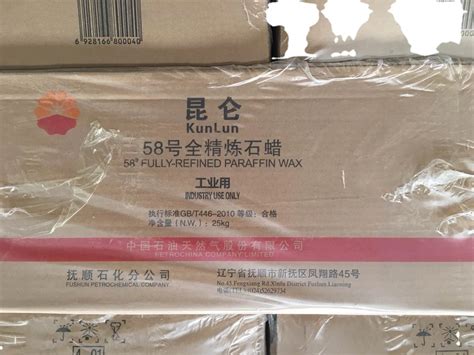 6 928166 800040
昆仑
KunLun
58号全精炼石蜡
58° FULLY-REFINED PARAFFIN WAX
工业用
INDUSTRY USE ONLY
执行标准GB/T446-2010 等级：合格
净重 (N.W.)：25kg
中国石油天然气股份有限公司
PETROCHINA COMPANY LIMITED
抚顺石化分公司
FUSHUN PETROCHEMICAL COMPANY
辽宁省抚顺市新抚区凤翔路45号
No.45 Fengxiang Rd.Xinfu District Fushun Liaoning